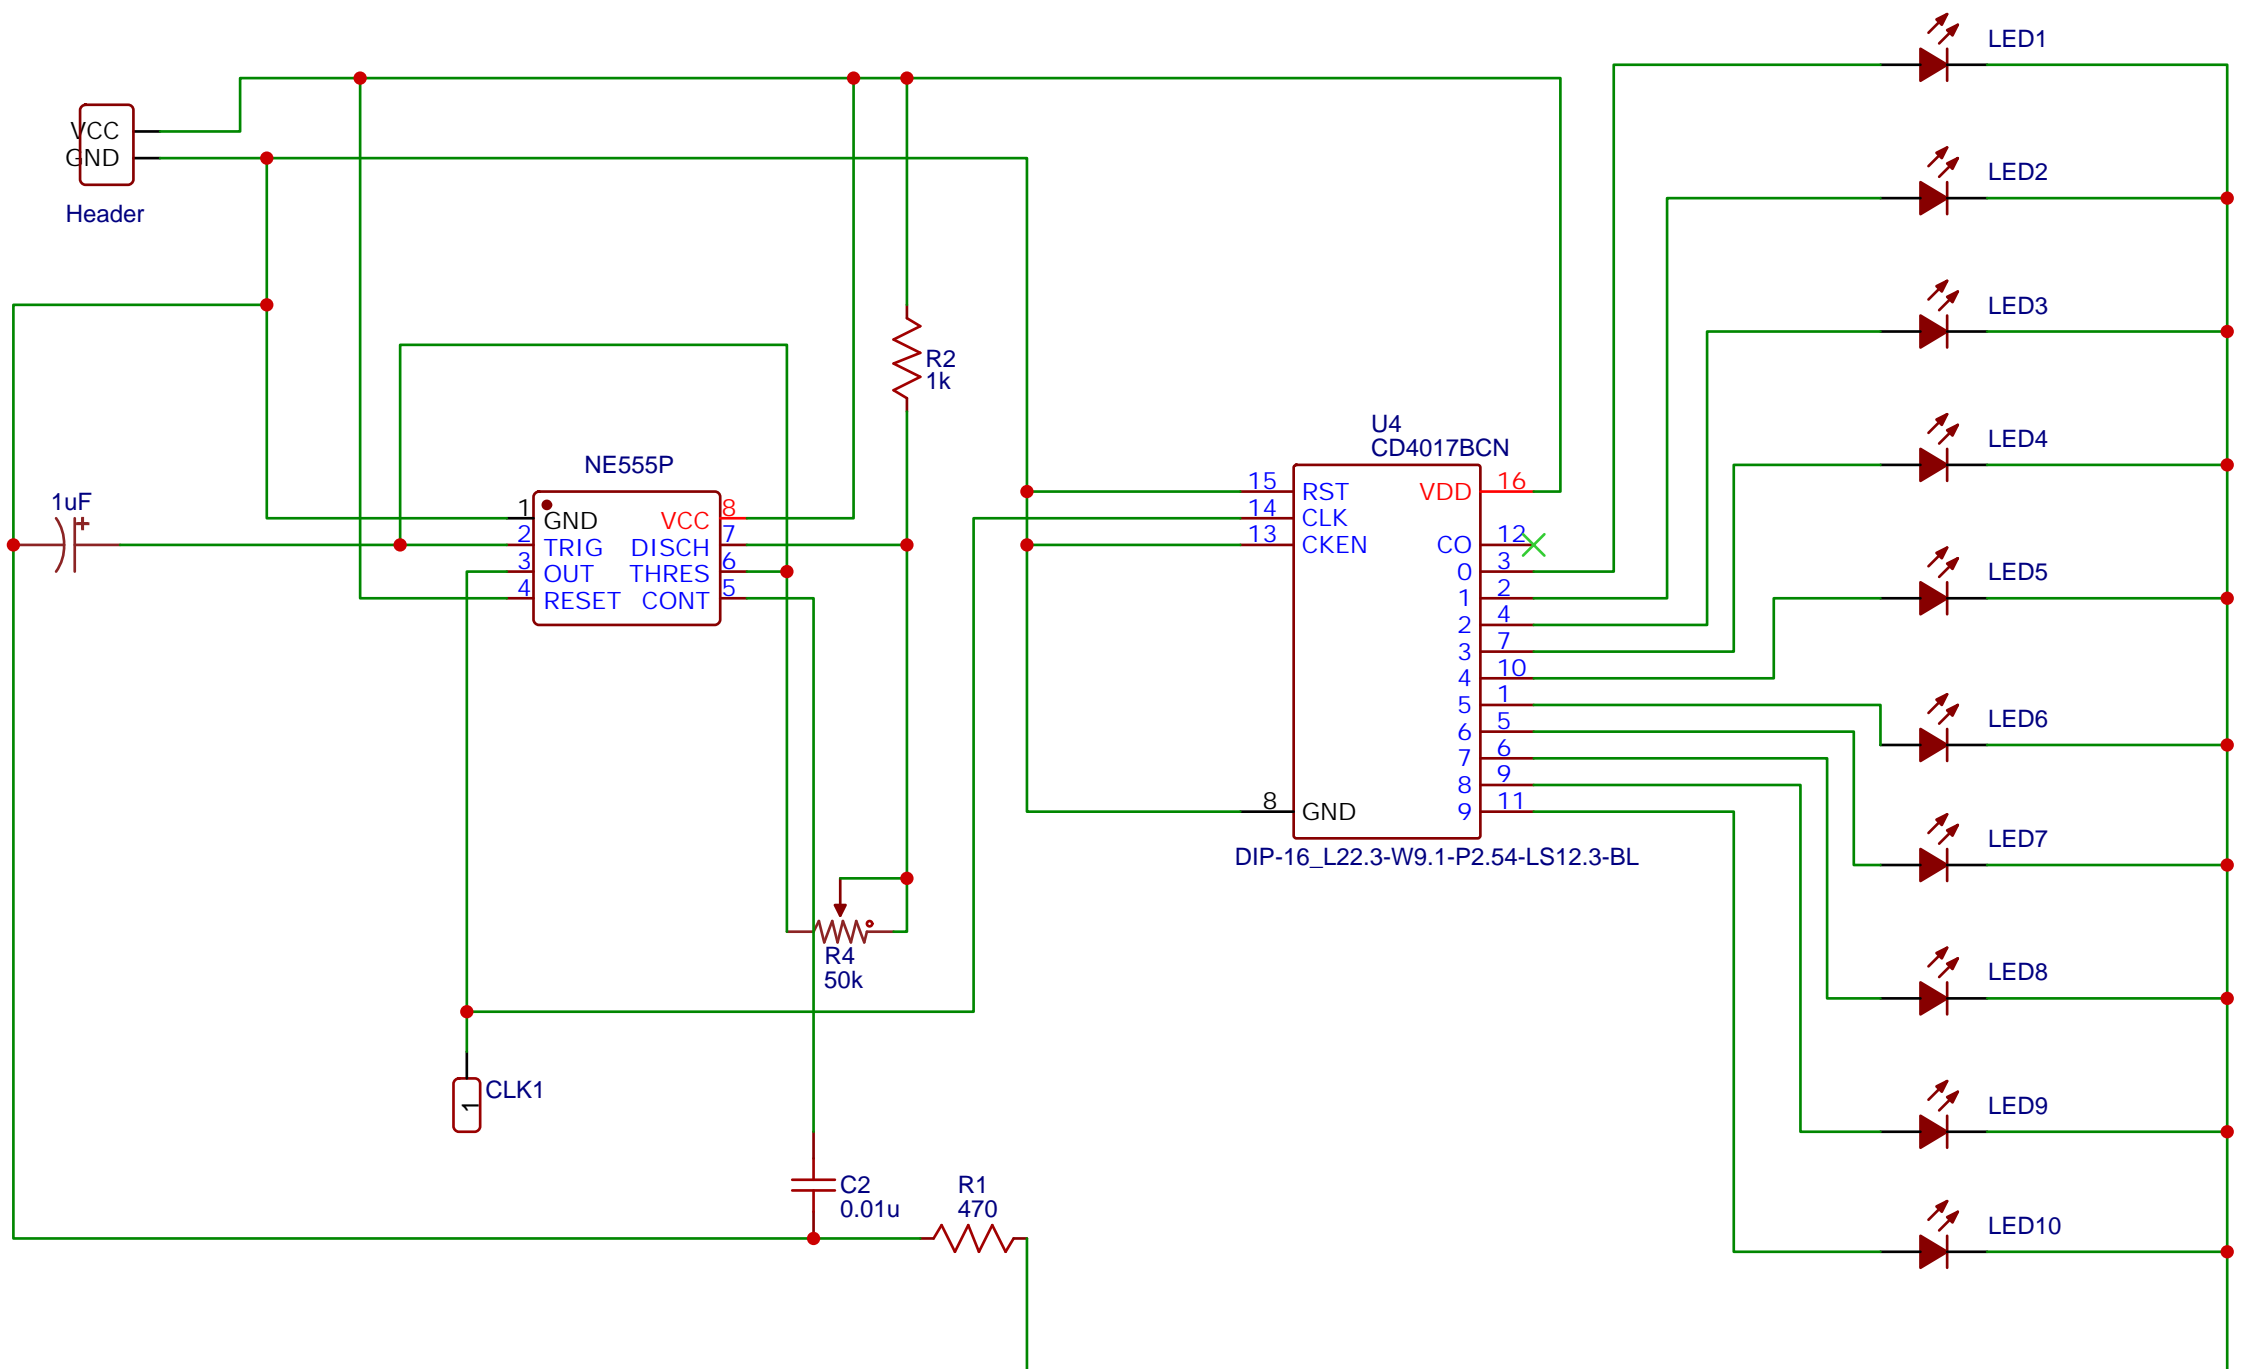 LED1
VCC
GND
Header
LED2
LED3
R2
1k
U4
CD4017BCN
LED4
NE555P
1uF
1 GND VCC 8
2 TRIG DISCH 7
3 OUT THRES 6
4 RESET CONT 5
15 RST VDD 16
14 CLK
13 CKEN CO 12
0 3
1 2
2 4
3 7
4 10
5 1
6 5
7 6
8 9
8 GND 9 11
DIP-16_L22.3-W9.1-P2.54-LS12.3-BL
LED5
LED6
LED7
R4
50k
LED8
CLK1
1
LED9
C2
0.01u
R1
470
LED10